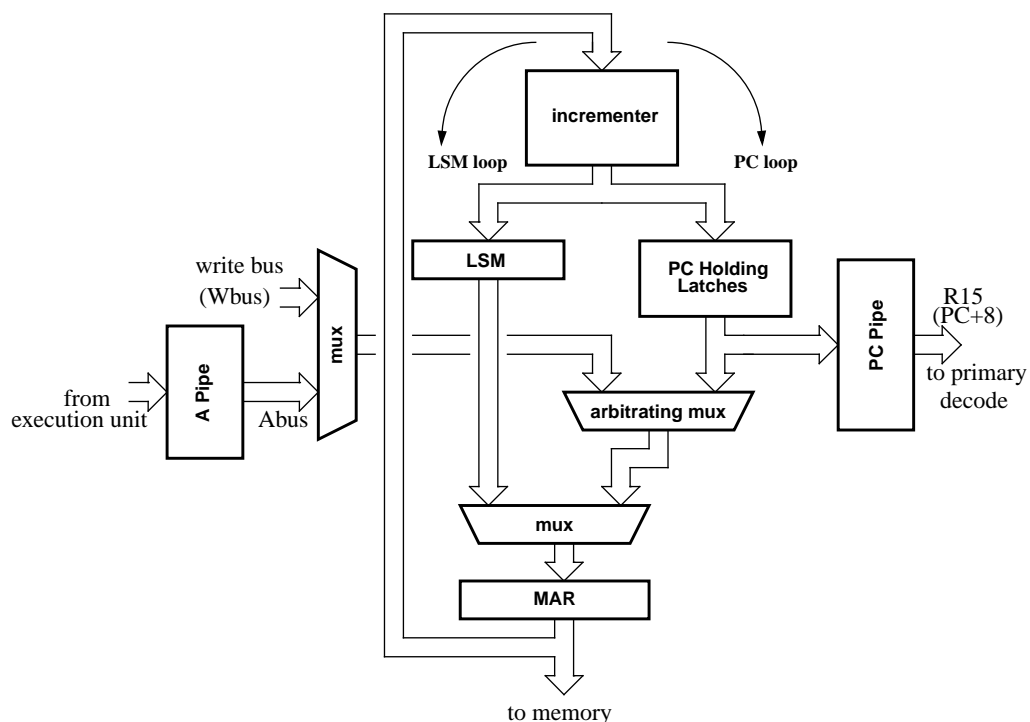 incrementer
LSM loop
PC loop
LSM
PC Holding
Latches
write bus
(Wbus)
mux
A Pipe
from
execution unit
Abus
PC Pipe
R15
(PC+8)
to primary
decode
arbitrating mux
mux
MAR
to memory